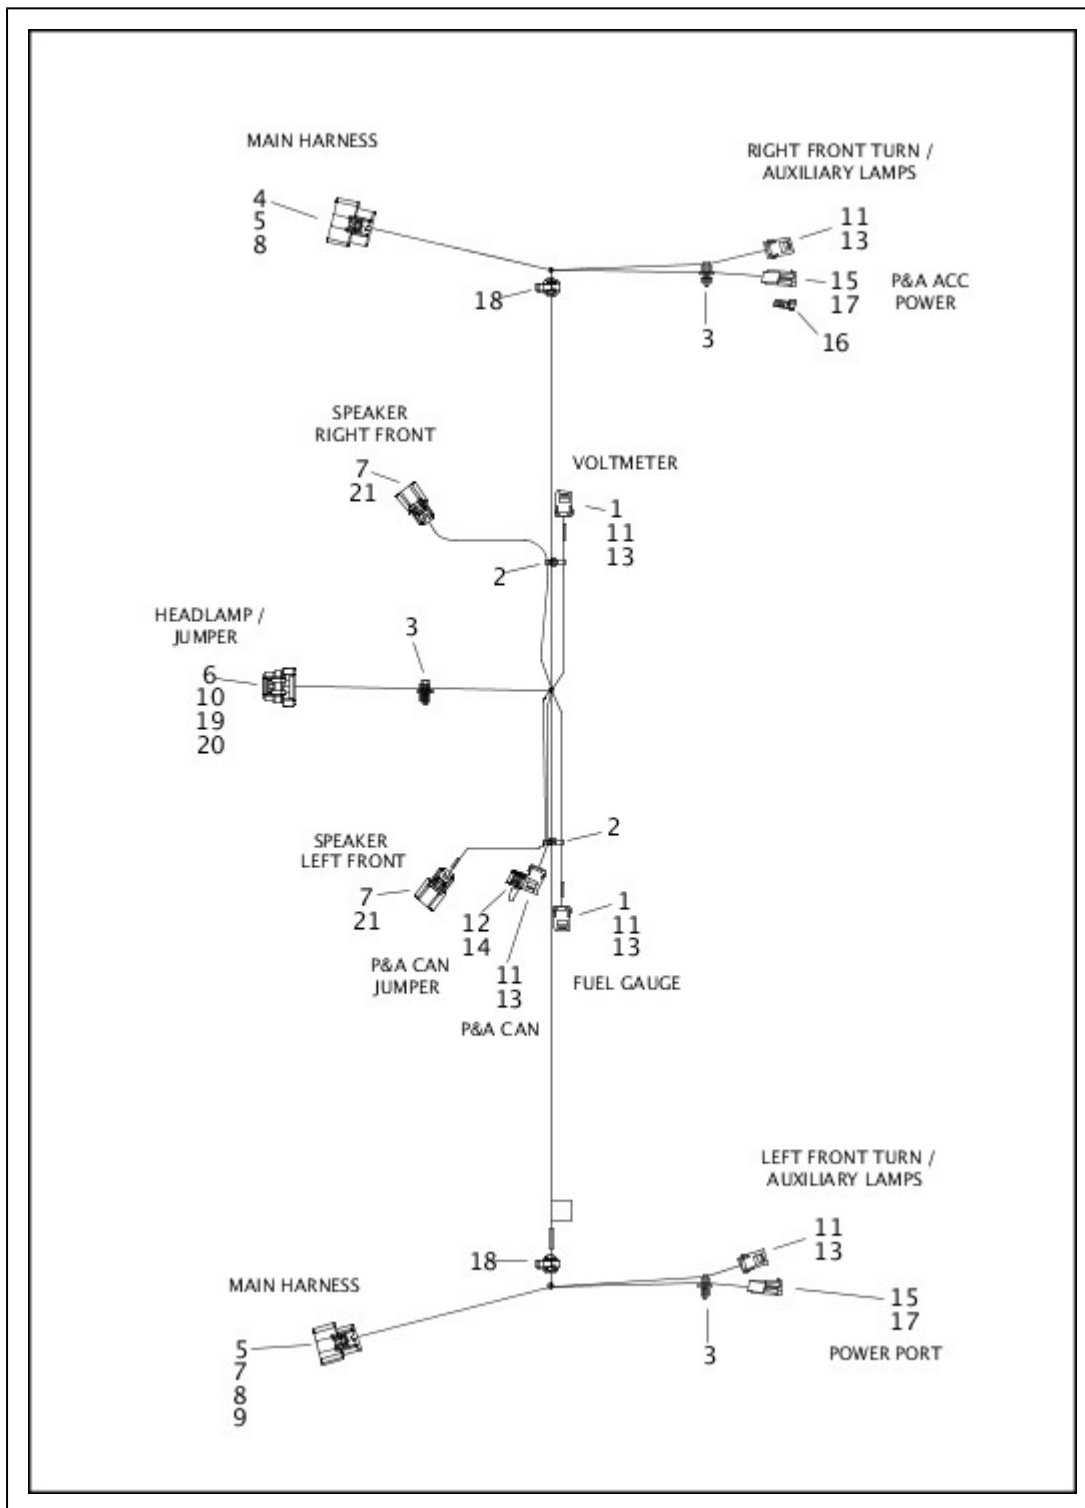 MAIN HARNESS
4
5
8
RIGHT FRONT TURN /
AUXILIARY LAMPS
11
13
15
17
P&A ACC
POWER
16
3
18
SPEAKER
RIGHT FRONT
7
21
VOLTMETER
1
11
13
2
HEADLAMP /
JUMPER
6
10
19
20
3
2
SPEAKER
LEFT FRONT
7
21
12
14
P&A CAN
JUMPER
11
13
P&A CAN
1
11
13
FUEL GAUGE
LEFT FRONT TURN /
AUXILIARY LAMPS
11
13
18
MAIN HARNESS
5
7
8
9
15
17
3
POWER PORT